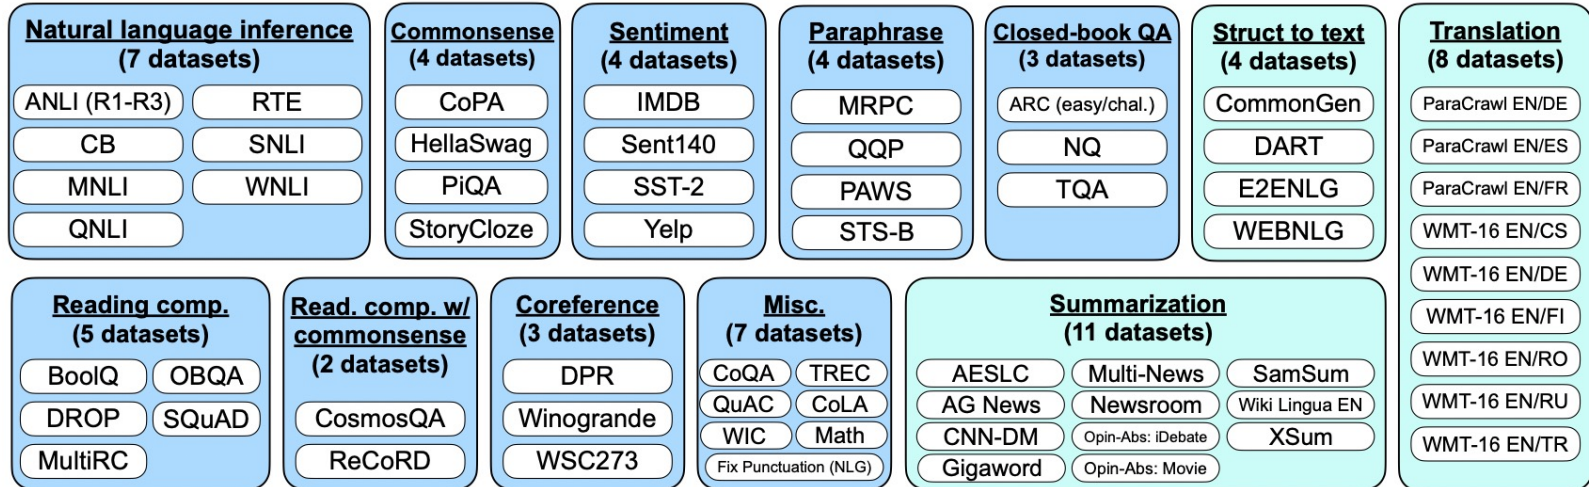 Natural language inference
(7 datasets)
ANLI (R1-R3)
RTE
CB
SNLI
MNLI
WNLI
QNLI
Commonsense
(4 datasets)
CoPA
HellaSwag
PiQA
StoryCloze
Sentiment
(4 datasets)
IMDB
Sent140
SST-2
Yelp
Paraphrase
(4 datasets)
MRPC
QQP
PAWS
STS-B
Closed-book QA
(3 datasets)
ARC (easy/chal.)
NQ
TQA
Struct to text
(4 datasets)
CommonGen
DART
E2ENLG
WEBNLG
Translation
(8 datasets)
ParaCrawl EN/DE
ParaCrawl EN/ES
ParaCrawl EN/FR
WMT-16 EN/CS
WMT-16 EN/DE
WMT-16 EN/FI
WMT-16 EN/RO
WMT-16 EN/RU
WMT-16 EN/TR
Reading comp.
(5 datasets)
BoolQ
OBQA
DROP
SQuAD
MultiRC
Read. comp. w/
commonsense
(2 datasets)
CosmosQA
ReCoRD
Coreference
(3 datasets)
DPR
Winogrande
WSC273
Misc.
(7 datasets)
CoQA
TREC
QuAC
CoLA
WIC
Math
Fix Punctuation (NLG)
Summarization
(11 datasets)
AESLC
Multi-News
SamSum
AG News
Newsroom
Wiki Lingua EN
CNN-DM
Opin-Abs: iDebate
XSum
Gigaword
Opin-Abs: Movie